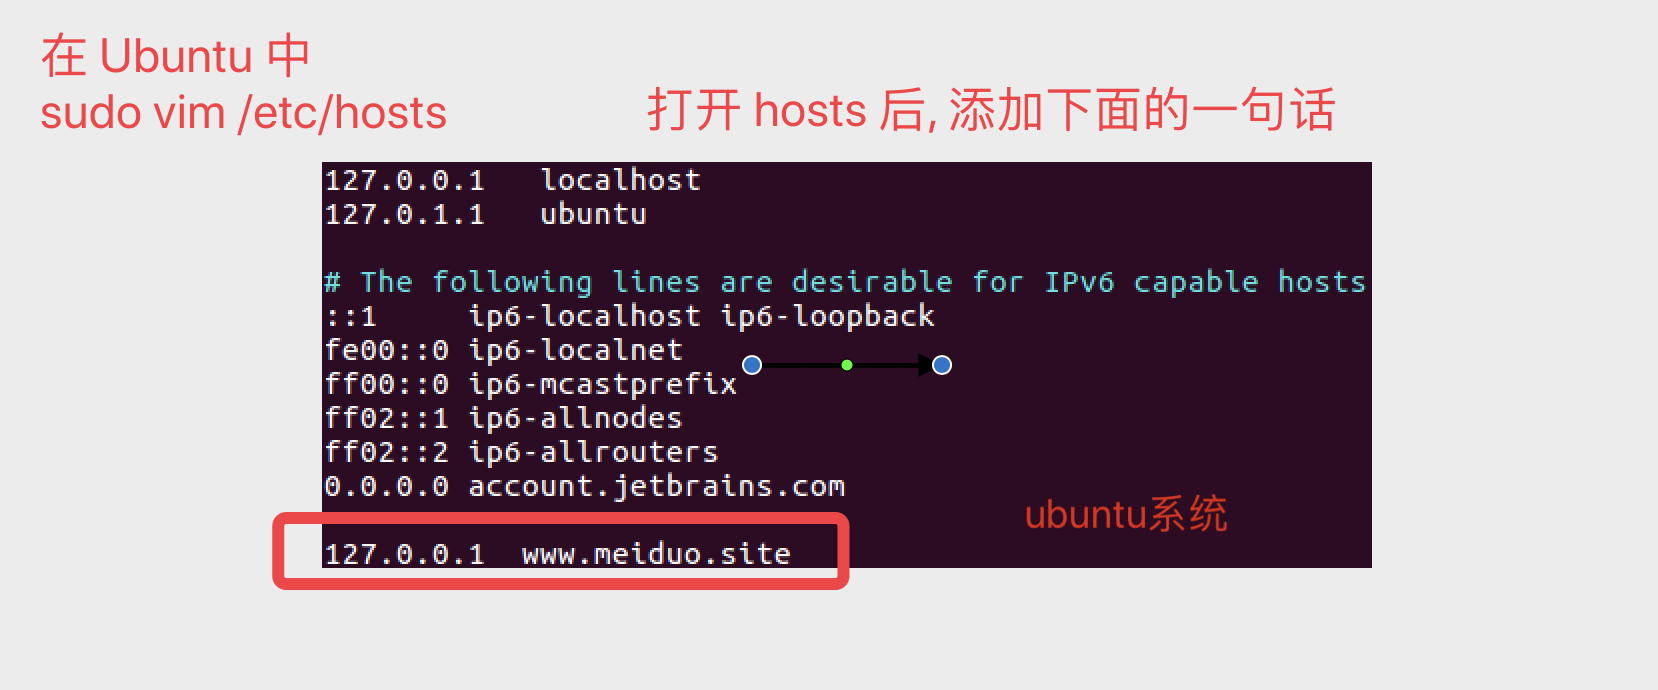 在 Ubuntu 中
sudo vim /etc/hosts
打开 hosts 后, 添加下面的一句话
127.0.0.1   localhost
127.0.1.1   ubuntu
# The following lines are desirable for IPv6 capable hosts
::1     ip6-localhost ip6-loopback
fe00::0 ip6-localnet
ff00::0 ip6-mcastprefix
ff02::1 ip6-allnodes
ff02::2 ip6-allrouters
0.0.0.0 account.jetbrains.com
ubuntu系统
127.0.0.1  www.meiduo.site